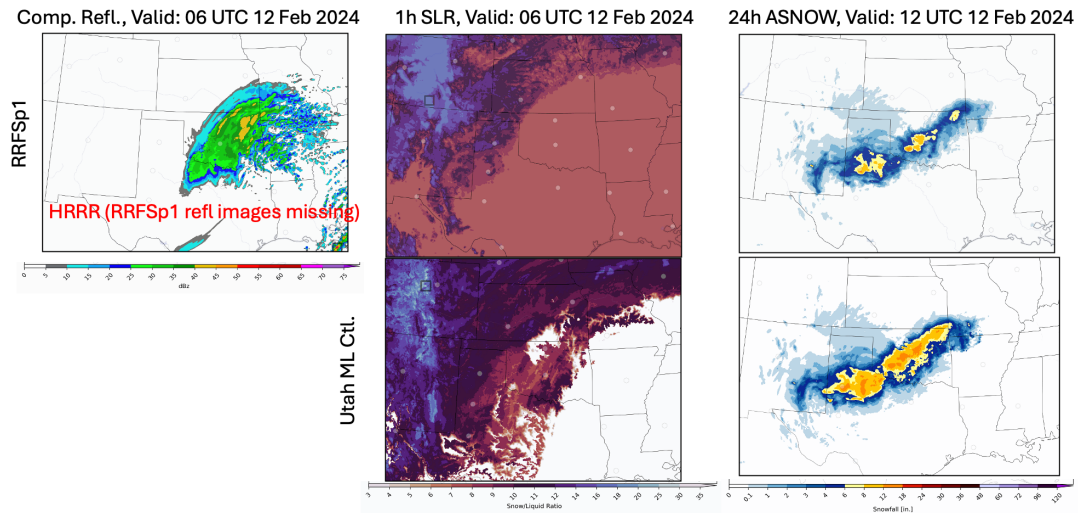 Comp. Refl., Valid: 06 UTC 12 Feb 2024
1h SLR, Valid: 06 UTC 12 Feb 2024
24h ASNOW, Valid: 12 UTC 12 Feb 2024
RRFSp1
HRRR (RRFSp1 refl images missing)
0 5 10 15 20 25 30 35 40 45 50 55 60 65 70 75
dBz
Utah ML Ctl.
3 4 5 6 7 8 9 10 11 12 13 14 15 16 18 20 25 30 35
Snow/Liquid Ratio
0 0.1 1 2 3 4 6 8 12 18 24 30 36 48 60 72 96 120
Snowfall [in.]